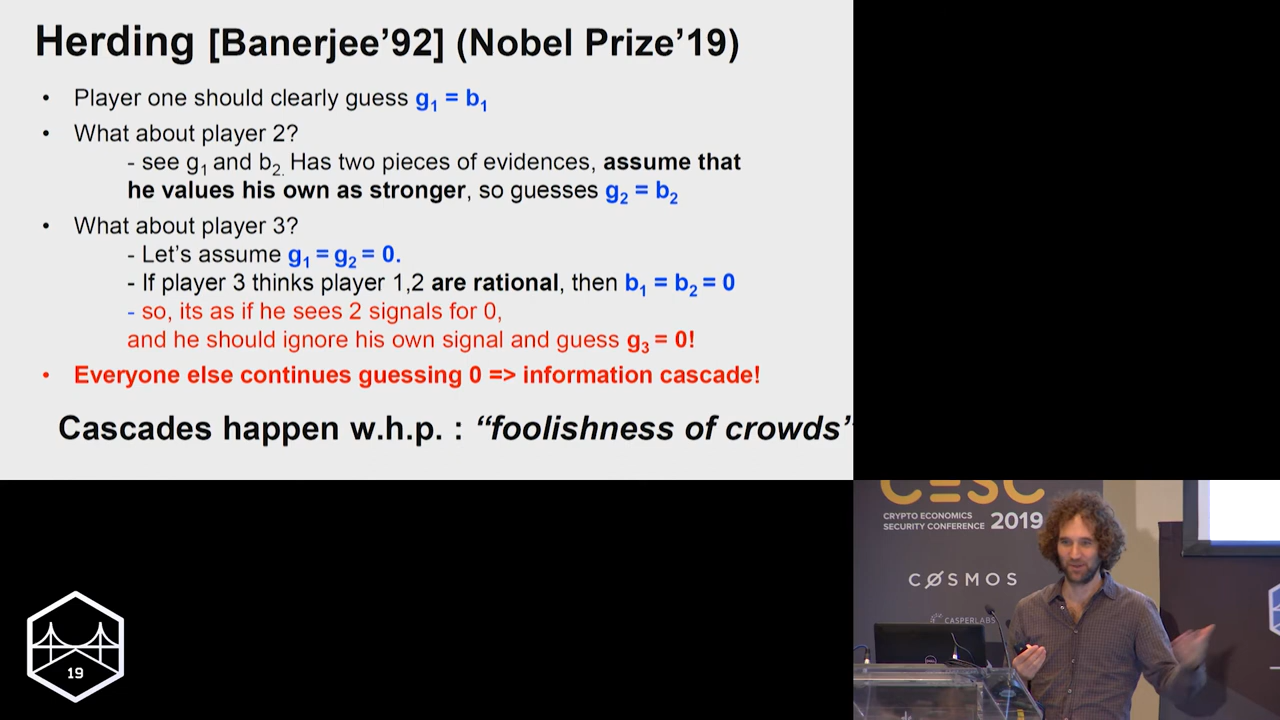 Herding [Banerjee’92] (Nobel Prize’19)
• Player one should clearly guess g1 = b1
• What about player 2?
- see g1 and b2. Has two pieces of evidences, assume that
he values his own as stronger, so guesses g2 = b2
• What about player 3?
- Let’s assume g1 = g2 = 0.
- If player 3 thinks player 1,2 are rational, then b1 = b2 = 0
- so, its as if he sees 2 signals for 0,
and he should ignore his own signal and guess g3 = 0!
• Everyone else continues guessing 0 => information cascade!
Cascades happen w.h.p. : “foolishness of crowds”
CESC
CRYPTO ECONOMICS
SECURITY CONFERENCE 2019
CØSMOS
CASPERLABS
19